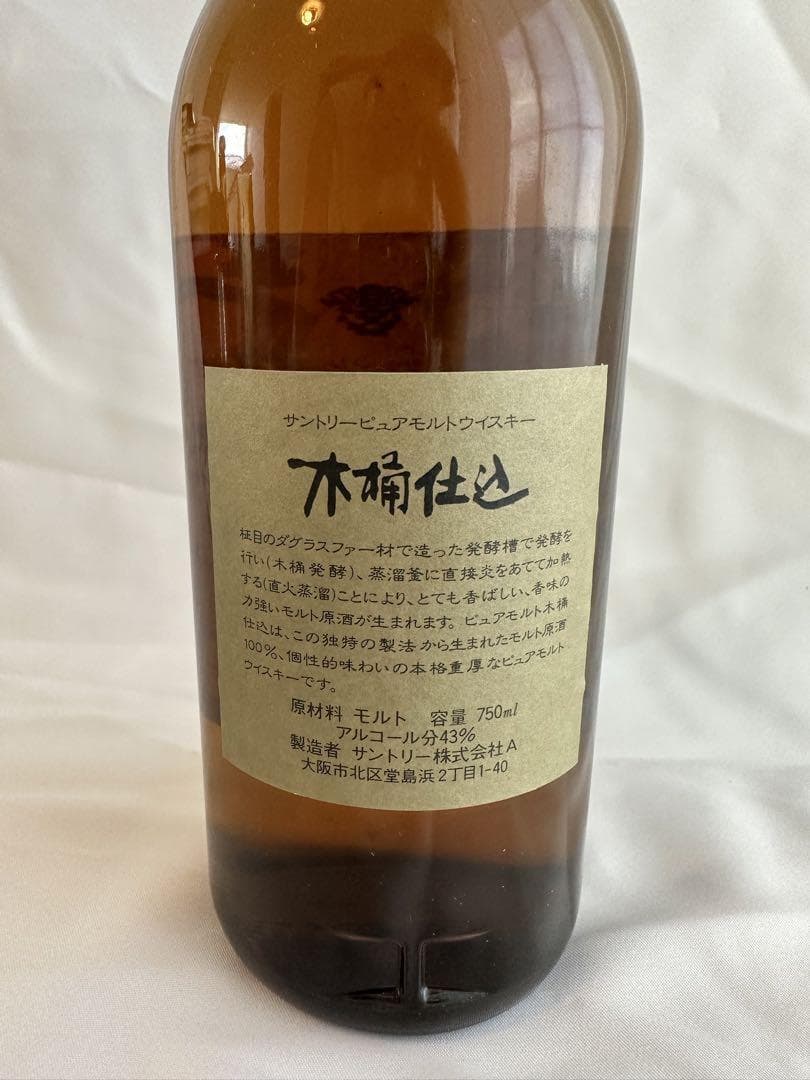 サントリーピュアモルトウイスキー
木桶仕込
柾目のダグラスファー材で造った発酵槽で発酵を
行い(木桶発酵)、蒸溜釜に直接炎をあてて加熱
する(直火蒸溜)ことにより、とても香ばしい、香味の
力強いモルト原酒が生まれます。ピュアモルト木桶
仕込は、この独特の製法から生まれたモルト原酒
100%、個性的味わいの本格重厚なピュアモルト
ウイスキーです。
原材料 モルト 容量 750ml
アルコール分43%
製造者 サントリー株式会社A
大阪市北区堂島浜2丁目1-40